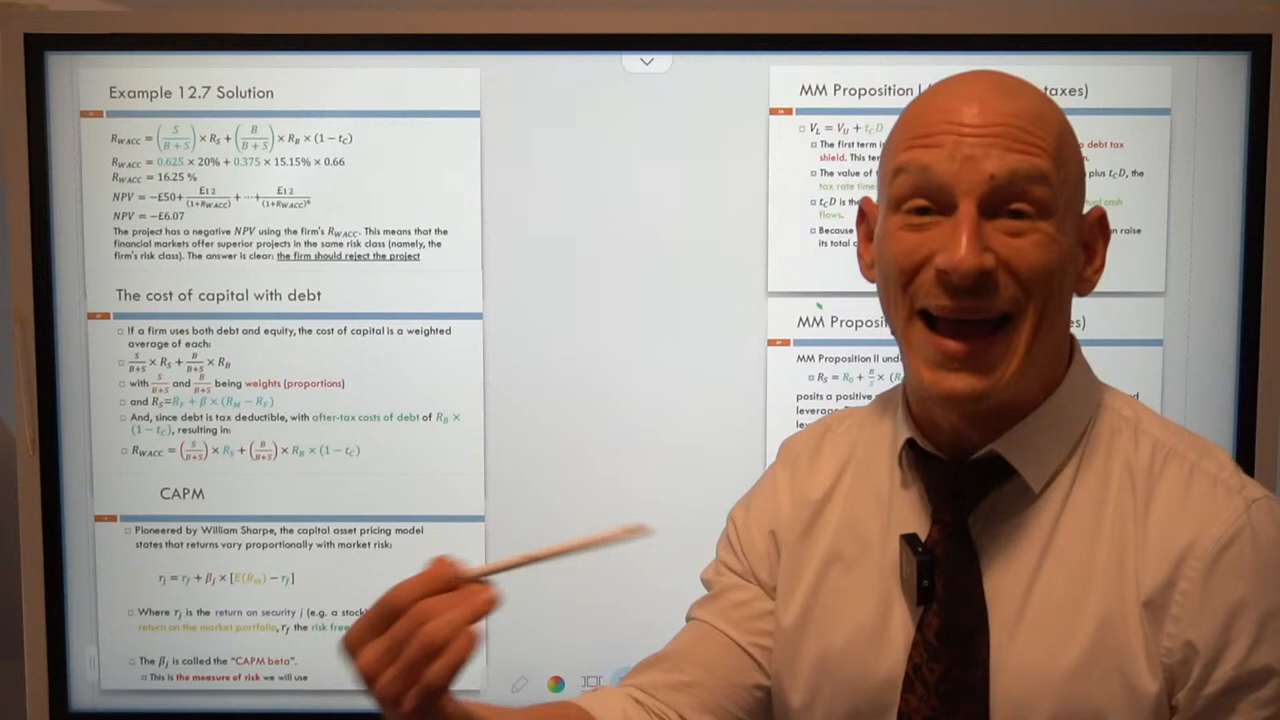 Example 12.7 Solution
R_WACC = (S/(B+S)) × R_S + (B/(B+S)) × R_B × (1 − t_C)
R_WACC = 0.625 × 20% + 0.375 × 15.15% × 0.66
R_WACC = 16.25 %
NPV = −£50+ £12/(1+R_WACC) + ⋯+ £12/(1+R_WACC)^6
NPV = −£6.07
The project has a negative NPV using the firm's R_WACC. This means that the
financial markets offer superior projects in the same risk class (namely, the
firm's risk class). The answer is clear: the firm should reject the project
The cost of capital with debt
If a firm uses both debt and equity, the cost of capital is a weighted
average of each:
S/(B+S) × R_S + B/(B+S) × R_B
with S/(B+S) and B/(B+S) being weights (proportions)
and R_S=R_F + β × (R_M − R_F)
And, since debt is tax deductible, with after-tax costs of debt of R_B ×
(1 − t_C), resulting in:
R_WACC = (S/(B+S)) × R_S + (B/(B+S)) × R_B × (1 − t_C)
CAPM
Pioneered by William Sharpe, the capital asset pricing model
states that returns vary proportionally with market risk:
r_j = r_f + β_j × [E(R_m) − r_f]
Where r_j is the return on security j (e.g. a stock
return on the market portfolio, r_f the risk free
The β_j is called the "CAPM beta".
This is the measure of risk we will use
MM Proposition I taxes)
V_L = V_U + t_C D
The first term i debt tax
shield. This ter
The value of plus t_C D, the
tax rate time
t_C D is the cash
flows.
Because raise
its total c
MM Proposi es)
MM Proposition II und
R_S = R_0 + B/S × (R
posits a positive
leverag